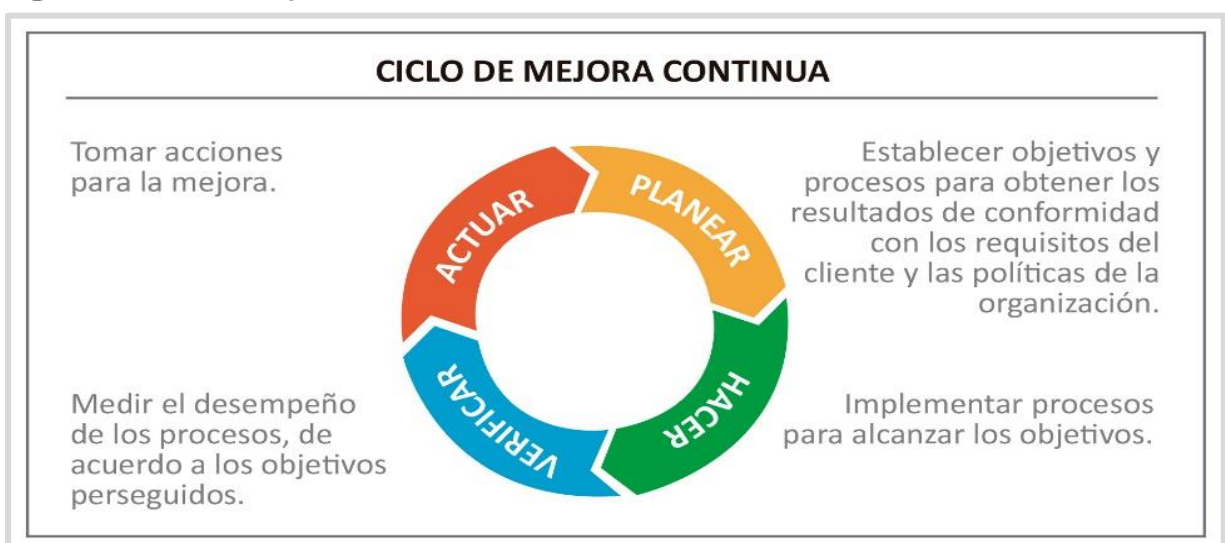 CICLO DE MEJORA CONTINUA
Tomar acciones
para la mejora.
ACTUAR
PLANEAR
Establecer objetivos y
procesos para obtener los
resultados de conformidad
con los requisitos del
cliente y las políticas de la
organización.
Medir el desempeño
de los procesos, de
acuerdo a los objetivos
perseguidos.
VERIFICAR
HACER
Implementar procesos
para alcanzar los objetivos.